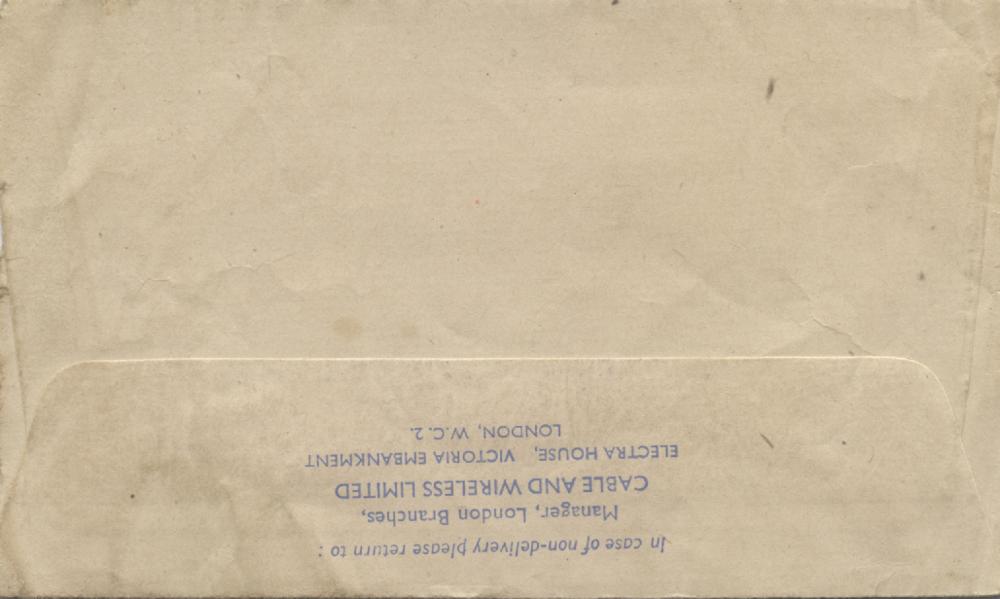 In case of non-delivery please return to :
Manager, London Branches,
CABLE AND WIRELESS LIMITED
ELECTRA HOUSE, VICTORIA EMBANKMENT
LONDON, W.C. 2.